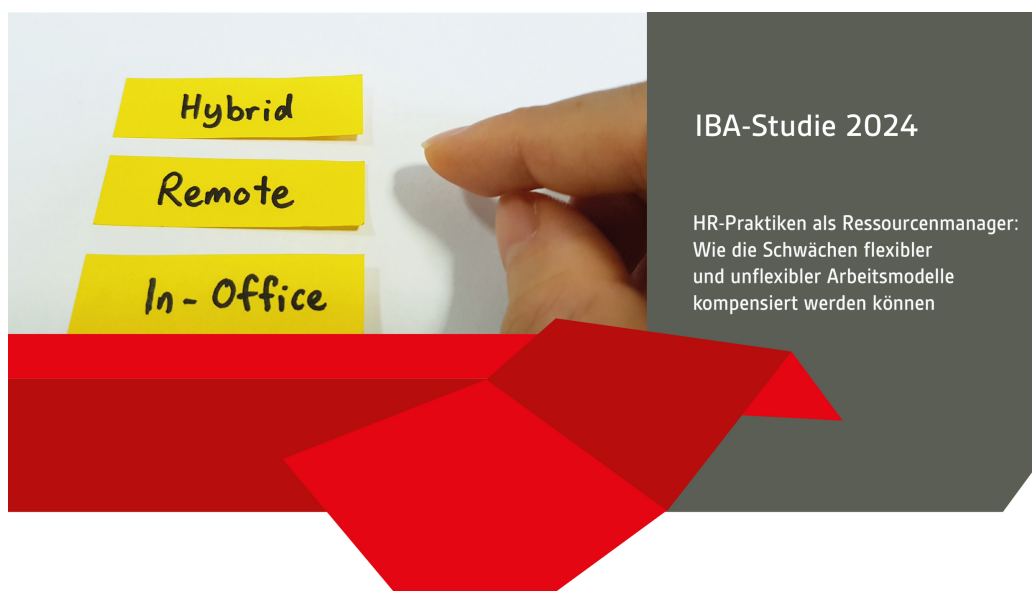 Hybrid
Remote
In-Office
IBA-Studie 2024
HR-Praktiken als Ressourcenmanager:
Wie die Schwächen flexibler
und unflexibler Arbeitsmodelle
kompensiert werden können